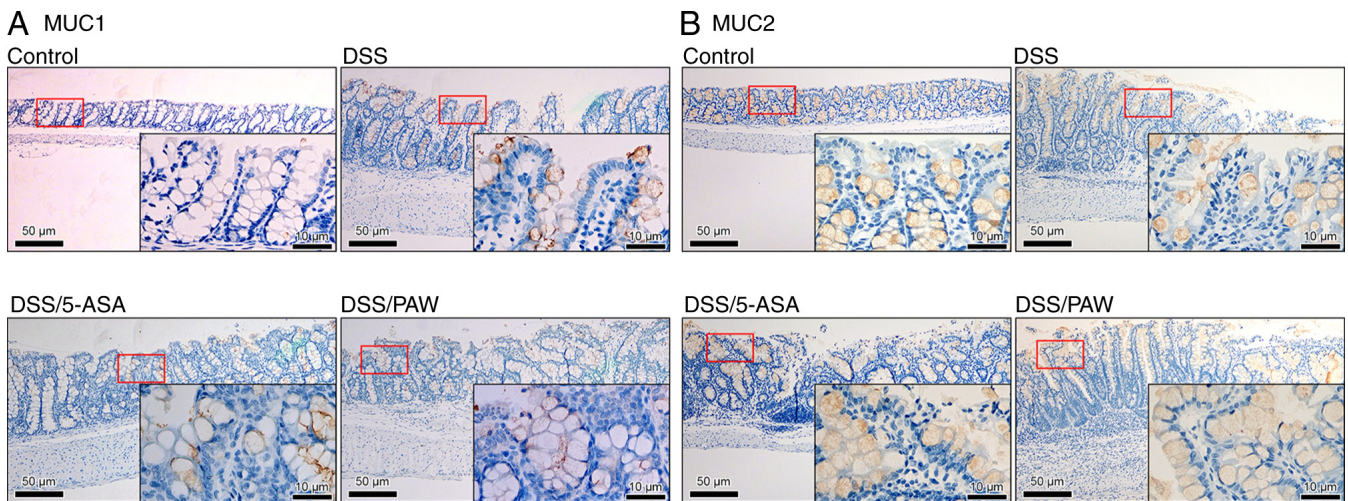 A MUC1
B MUC2
Control
DSS
Control
DSS
50 µm
10 µm
50 µm
10 µm
50 µm
10 µm
50 µm
10 µm
DSS/5-ASA
DSS/PAW
DSS/5-ASA
DSS/PAW
50 µm
10 µm
50 µm
10 µm
50 µm
10 µm
50 µm
10 µm